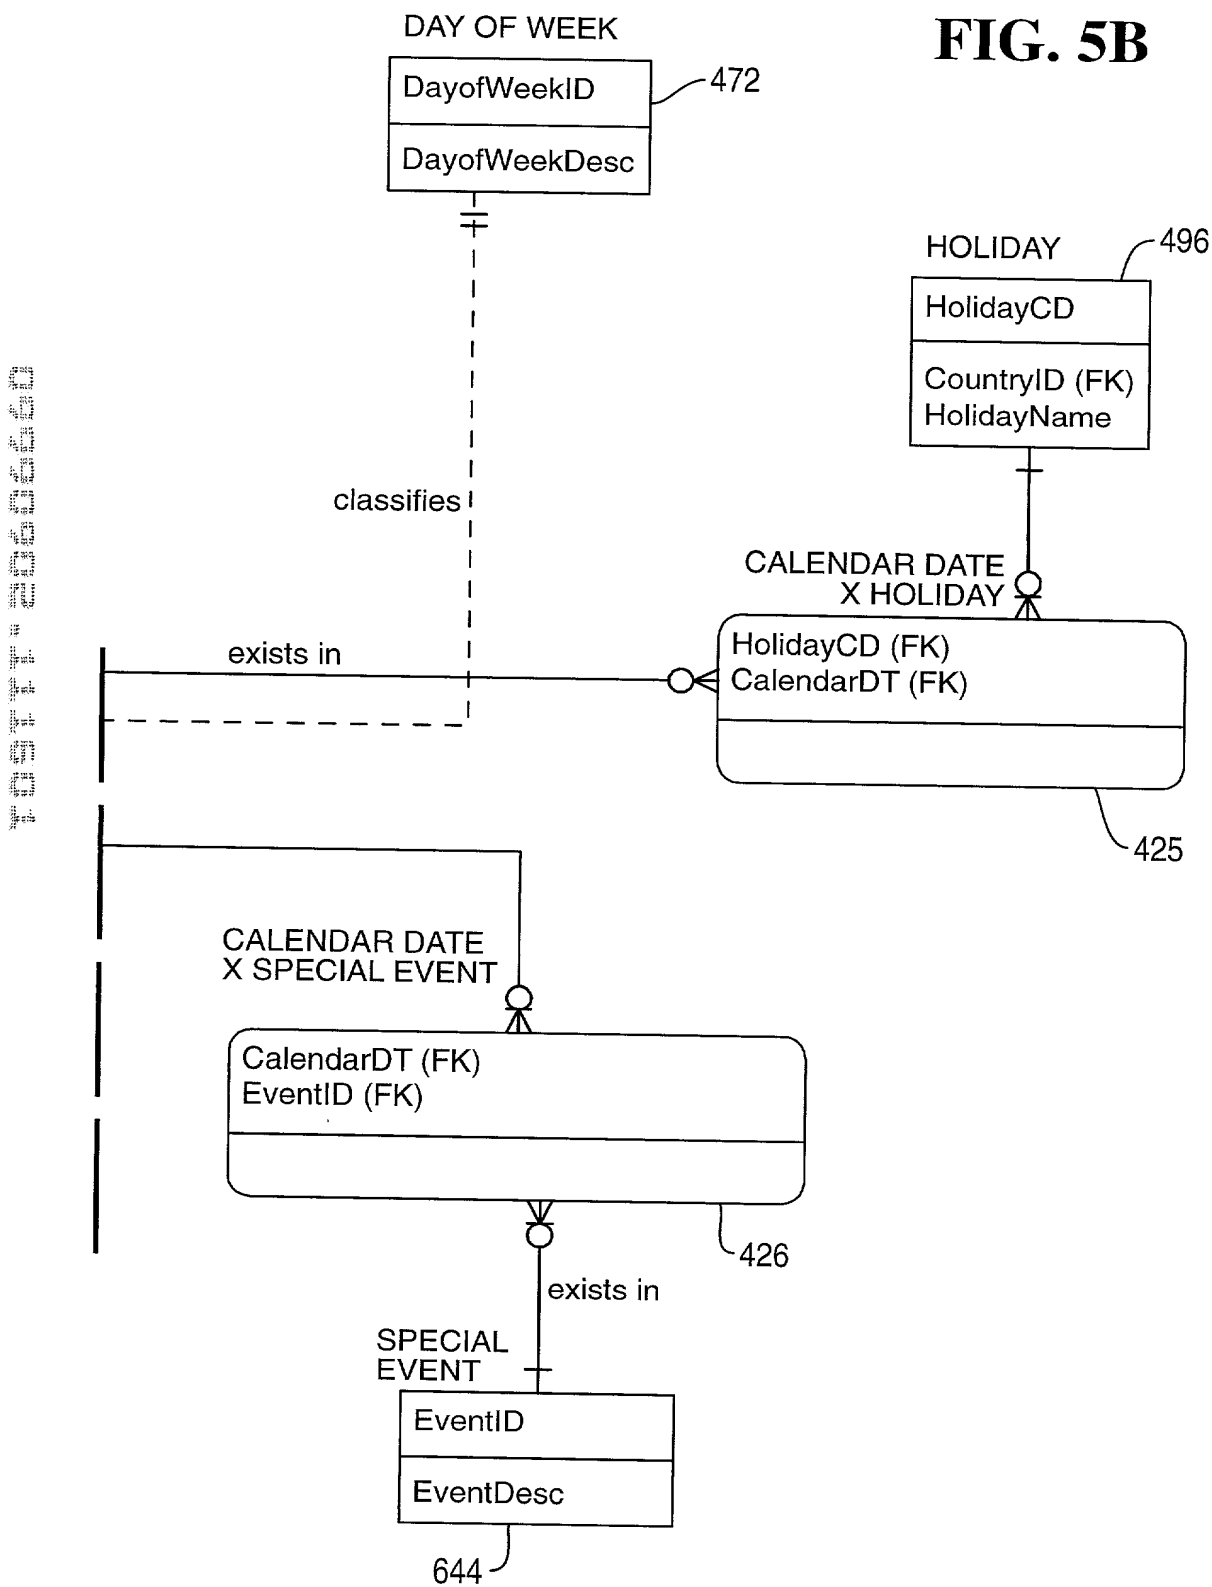 DAY OF WEEK
FIG. 5B
DayofWeekID
472
DayofWeekDesc
HOLIDAY
496
HolidayCD
CountryID (FK)
HolidayName
classifies
CALENDAR DATE
X HOLIDAY
exists in
HolidayCD (FK)
CalendarDT (FK)
425
CALENDAR DATE
X SPECIAL EVENT
CalendarDT (FK)
EventID (FK)
426
exists in
SPECIAL
EVENT
EventID
EventDesc
644